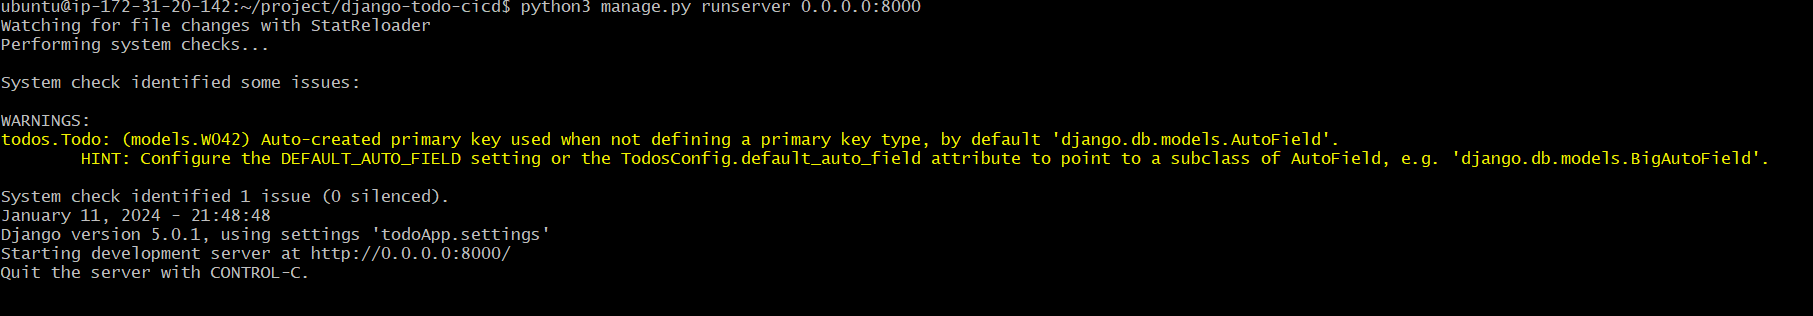 ubuntu@ip-172-31-20-142:~/project/django-todo-cicd$ python3 manage.py runserver 0.0.0.0:8000
Watching for file changes with StatReloader
Performing system checks...
System check identified some issues:
WARNINGS:
todos.Todo: (models.W042) Auto-created primary key used when not defining a primary key type, by default 'django.db.models.AutoField'.
HINT: Configure the DEFAULT_AUTO_FIELD setting or the TodosConfig.default_auto_field attribute to point to a subclass of AutoField, e.g. 'django.db.models.BigAutoField'.
System check identified 1 issue (0 silenced).
January 11, 2024 - 21:48:48
Django version 5.0.1, using settings 'todoApp.settings'
Starting development server at http://0.0.0.0:8000/
Quit the server with CONTROL-C.